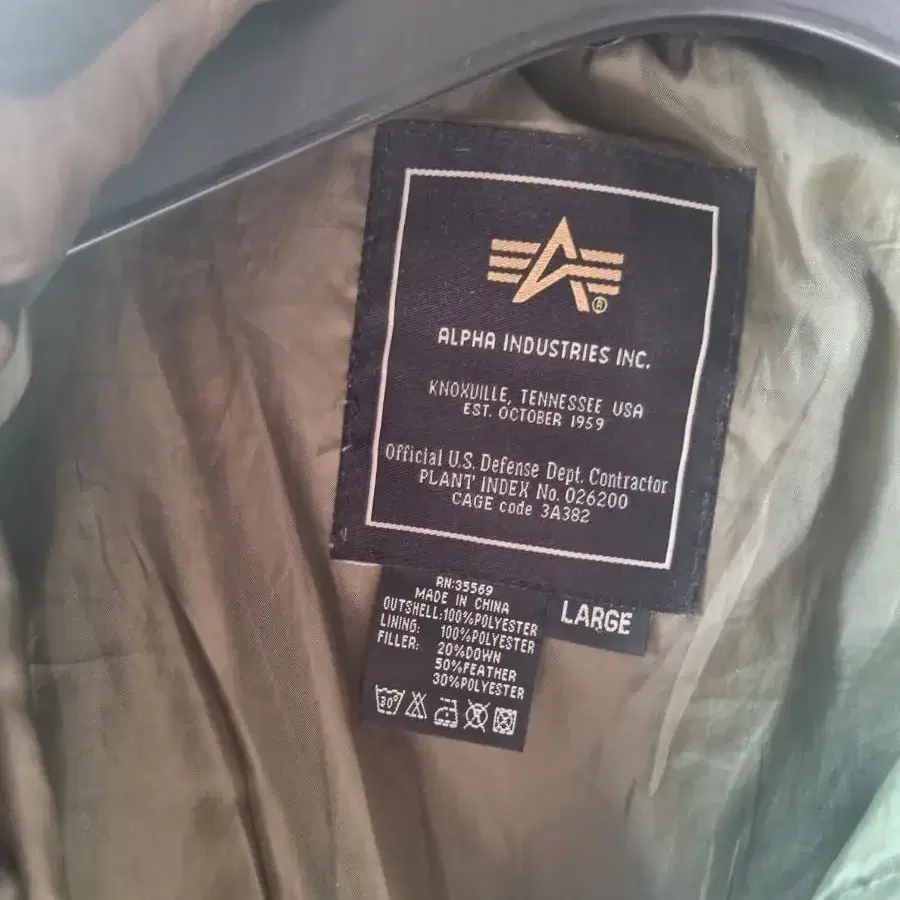 ALPHA INDUSTRIES INC.
KNOXVILLE, TENNESSEE USA
EST. OCTOBER 1959
Official U.S. Defense Dept. Contractor
PLANT INDEX No. 026200
CAGE code 3A382
RN:35569
MADE IN CHINA
OUTSHELL:100%POLYESTER
LINING: 100%POLYESTER
FILLER: 20%DOWN
50%FEATHER
30%POLYESTER
30°
LARGE